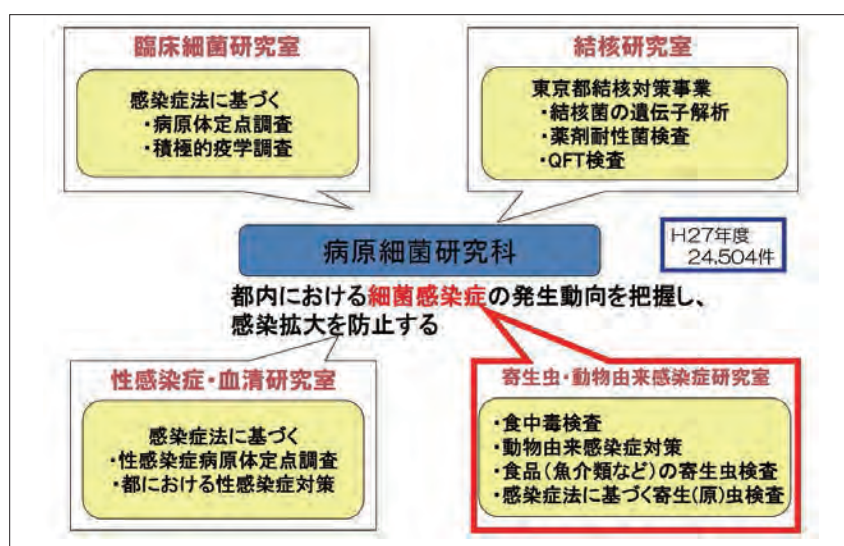 臨床細菌研究室
感染症法に基づく
・病原体定点調査
・積極的疫学調査
結核研究室
東京都結核対策事業
・結核菌の遺伝子解析
・薬剤耐性菌検査
・QFT検査
病原細菌研究科
H27年度
24,504件
都内における細菌感染症の発生動向を把握し、
感染拡大を防止する
性感染症・血清研究室
感染症法に基づく
・性感染症病原体定点調査
・都における性感染症対策
寄生虫・動物由来感染症研究室
・食中毒検査
・動物由来感染症対策
・食品(魚介類など)の寄生虫検査
・感染症法に基づく寄生(原)虫検査